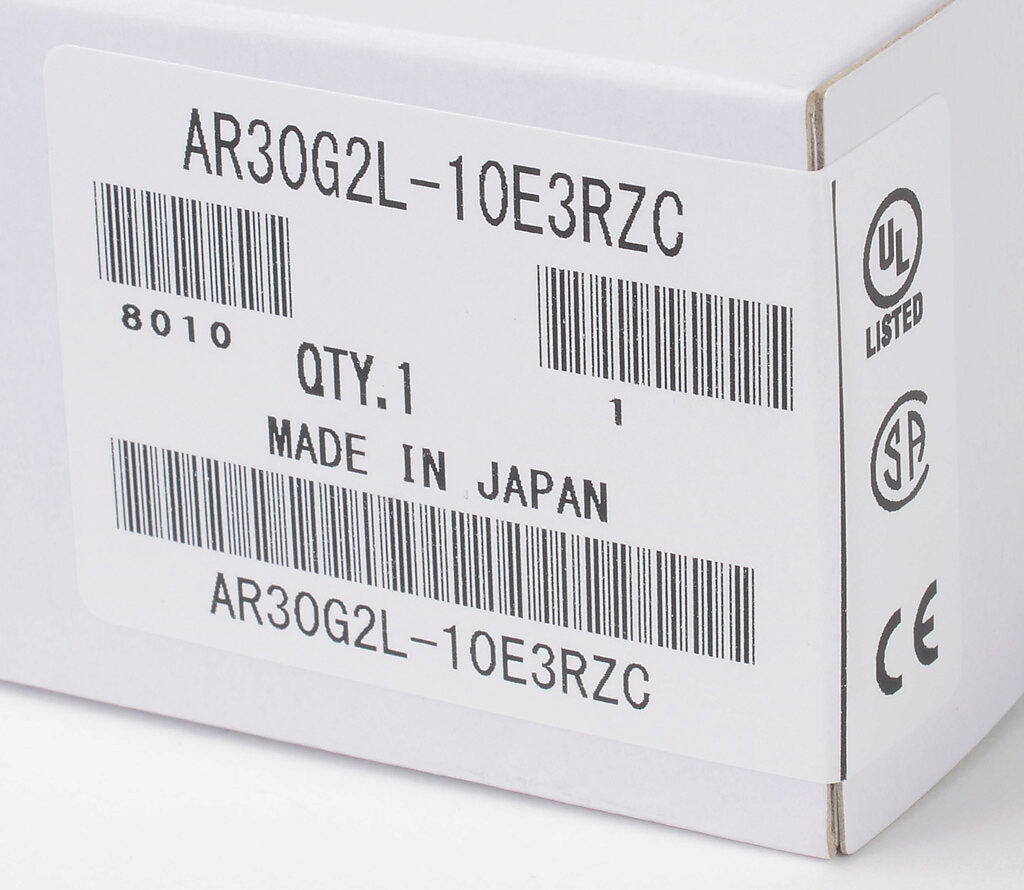 AR30G2L-10E3RZC
8010
QTY.1
1
MADE IN JAPAN
AR30G2L-10E3RZC
UL
LISTED
SA
CE